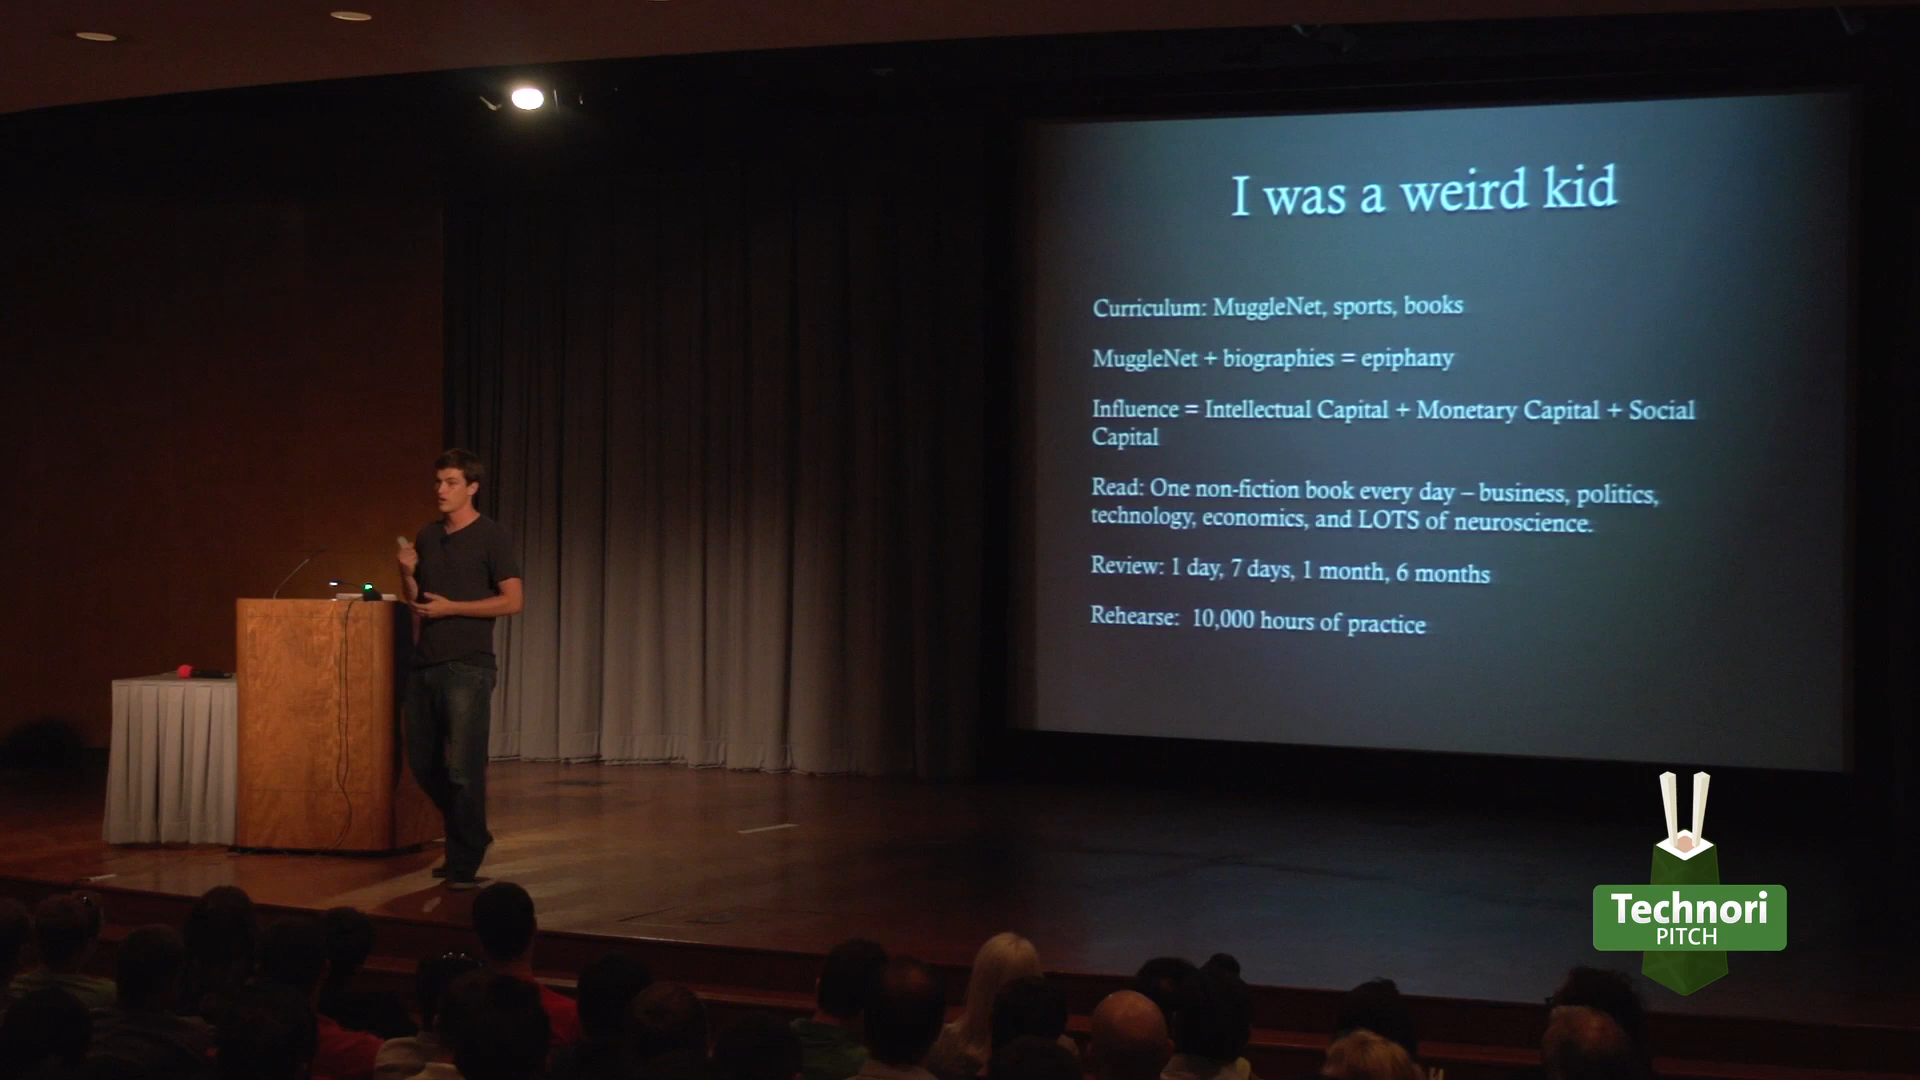 I was a weird kid
Curriculum: MuggleNet, sports, books
MuggleNet + biographies = epiphany
Influence = Intellectual Capital + Monetary Capital + Social
Capital
Read: One non-fiction book every day – business, politics,
technology, economics, and LOTS of neuroscience.
Review: 1 day, 7 days, 1 month, 6 months
Rehearse: 10,000 hours of practice
Technori
PITCH